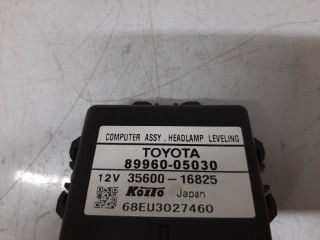 COMPUTER ASSY, HEADLAMP LEVELING
TOYOTA
89960-05030
12V 35600-16825
KOITO Japan
68EU3027460